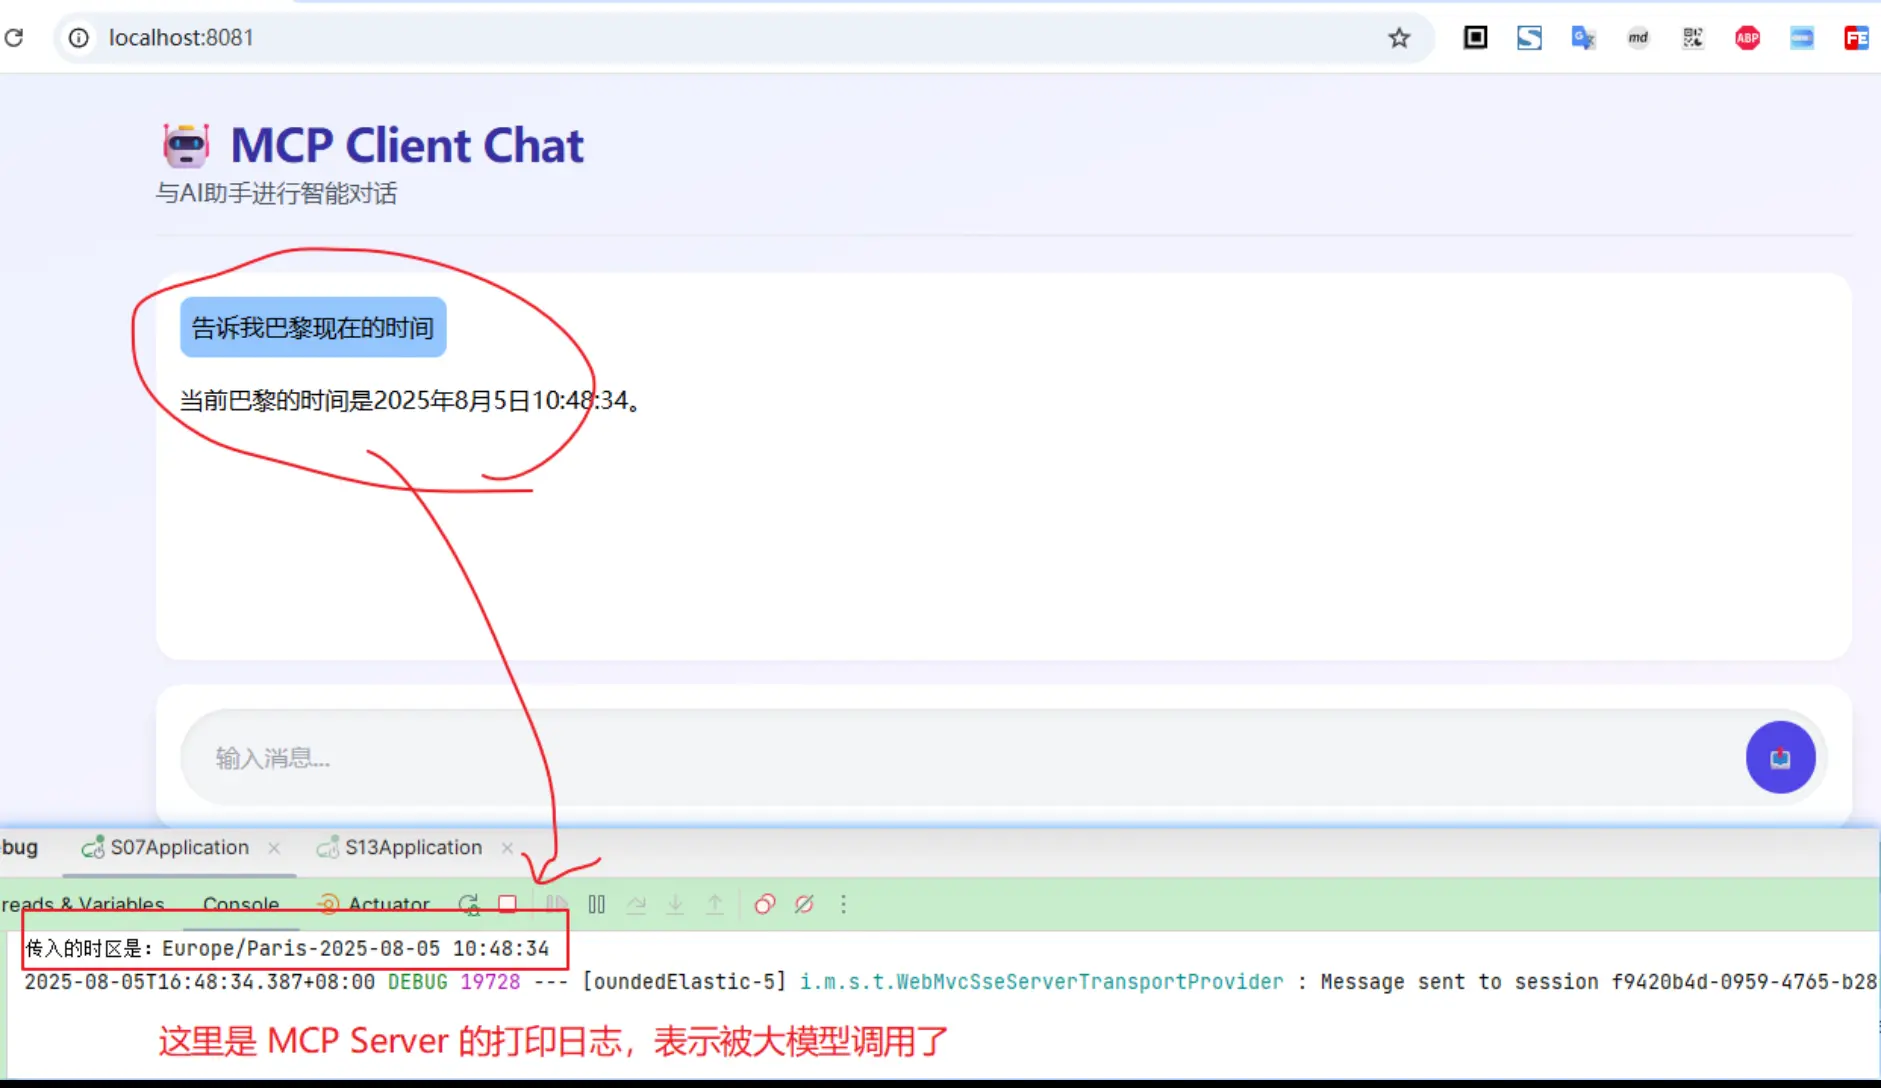 localhost:8081
md
ABP
FE
MCP Client Chat
与AI助手进行智能对话
告诉我巴黎现在的时间
当前巴黎的时间是2025年8月5日10:48:34。
输入消息...
bug S07Application S13Application
reads & Variables Console Actuator
传入的时区是：Europe/Paris-2025-08-05 10:48:34
2025-08-05T16:48:34.387+08:00 DEBUG 19728 --- [oundedElastic-5] i.m.s.t.WebMvcSseServerTransportProvider : Message sent to session f9420b4d-0959-4765-b28
这里是 MCP Server 的打印日志，表示被大模型调用了